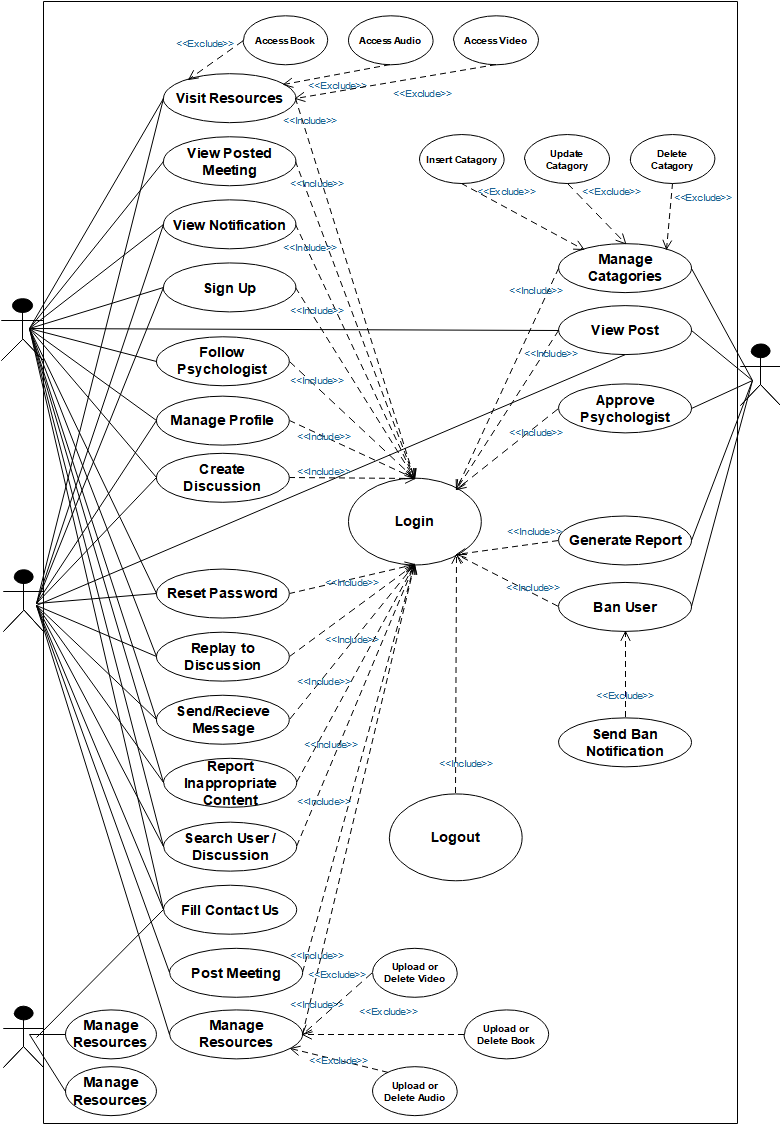 Access Book
Access Audio
Access Video
<<Exclude>>
<<Exclude>>
<<Exclude>>
Visit Resources
<<Include>>
View Posted
Meeting
<<Include>>
Insert Catagory
Update
Catagory
Delete
Catagory
<<Exclude>>
<<Exclude>>
<<Exclude>>
View Notification
<<Include>>
Manage
Catagories
<<Include>>
Sign Up
<<Include>>
View Post
<<Include>>
Follow
Psychologist
<<Include>>
Approve
Psychologist
<<Include>>
Manage Profile
<<Include>>
Create
Discussion
<<Include>>
Login
<<Include>>
Generate Report
Reset Password
<<Include>>
<<Include>>
Ban User
Replay to
Discussion
<<Include>>
Send/Recieve
Message
<<Include>>
<<Exclude>>
Send Ban
Notification
Report
Inappropriate
Content
<<Include>>
<<Include>>
Search User /
Discussion
<<Include>>
Logout
Fill Contact Us
Post Meeting
<<Include>>
<<Exclude>>
Upload or
Delete Video
Manage
Resources
<<Include>>
<<Exclude>>
Upload or
Delete Book
Manage
Resources
<<Exclude>>
Upload or
Delete Audio
Manage
Resources